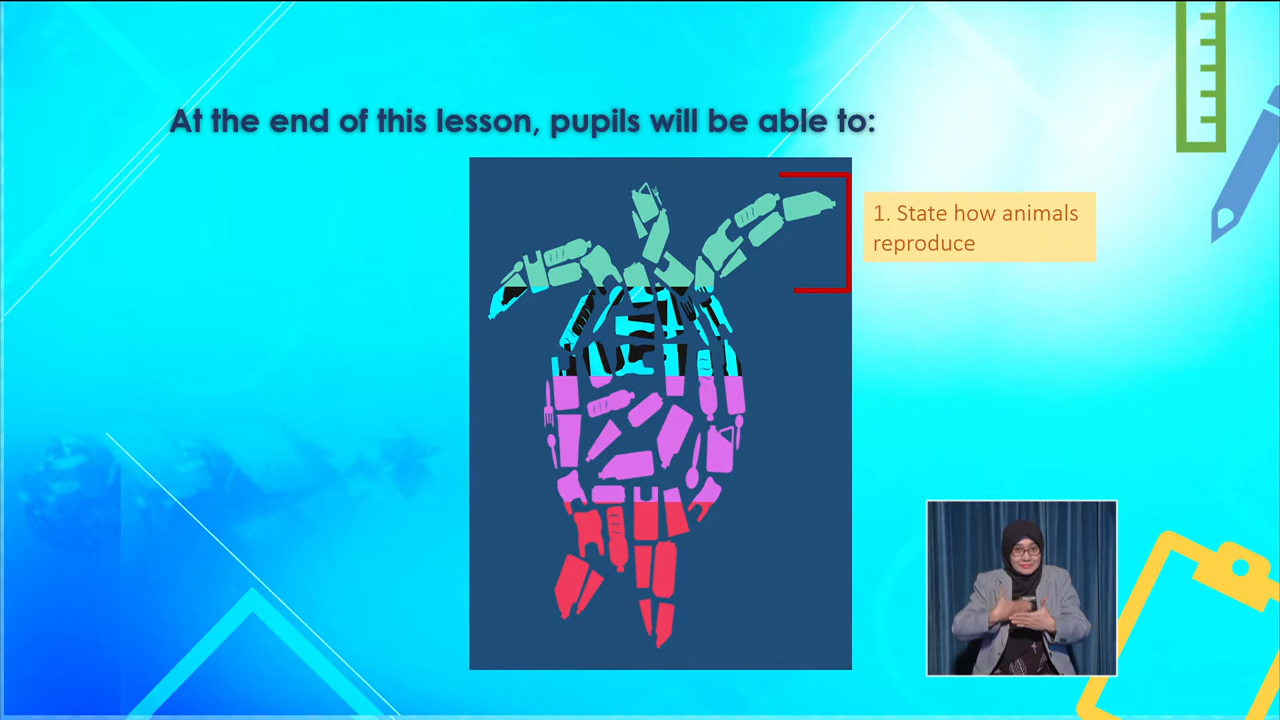 At the end of this lesson, pupils will be able to:
1. State how animals
reproduce